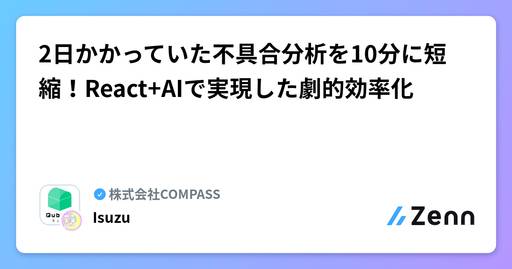 2日かかっていた不具合分析を10分に短
縮！React+AIで実現した劇的効率化
株式会社COMPASS
Isuzu
Zenn
Qub